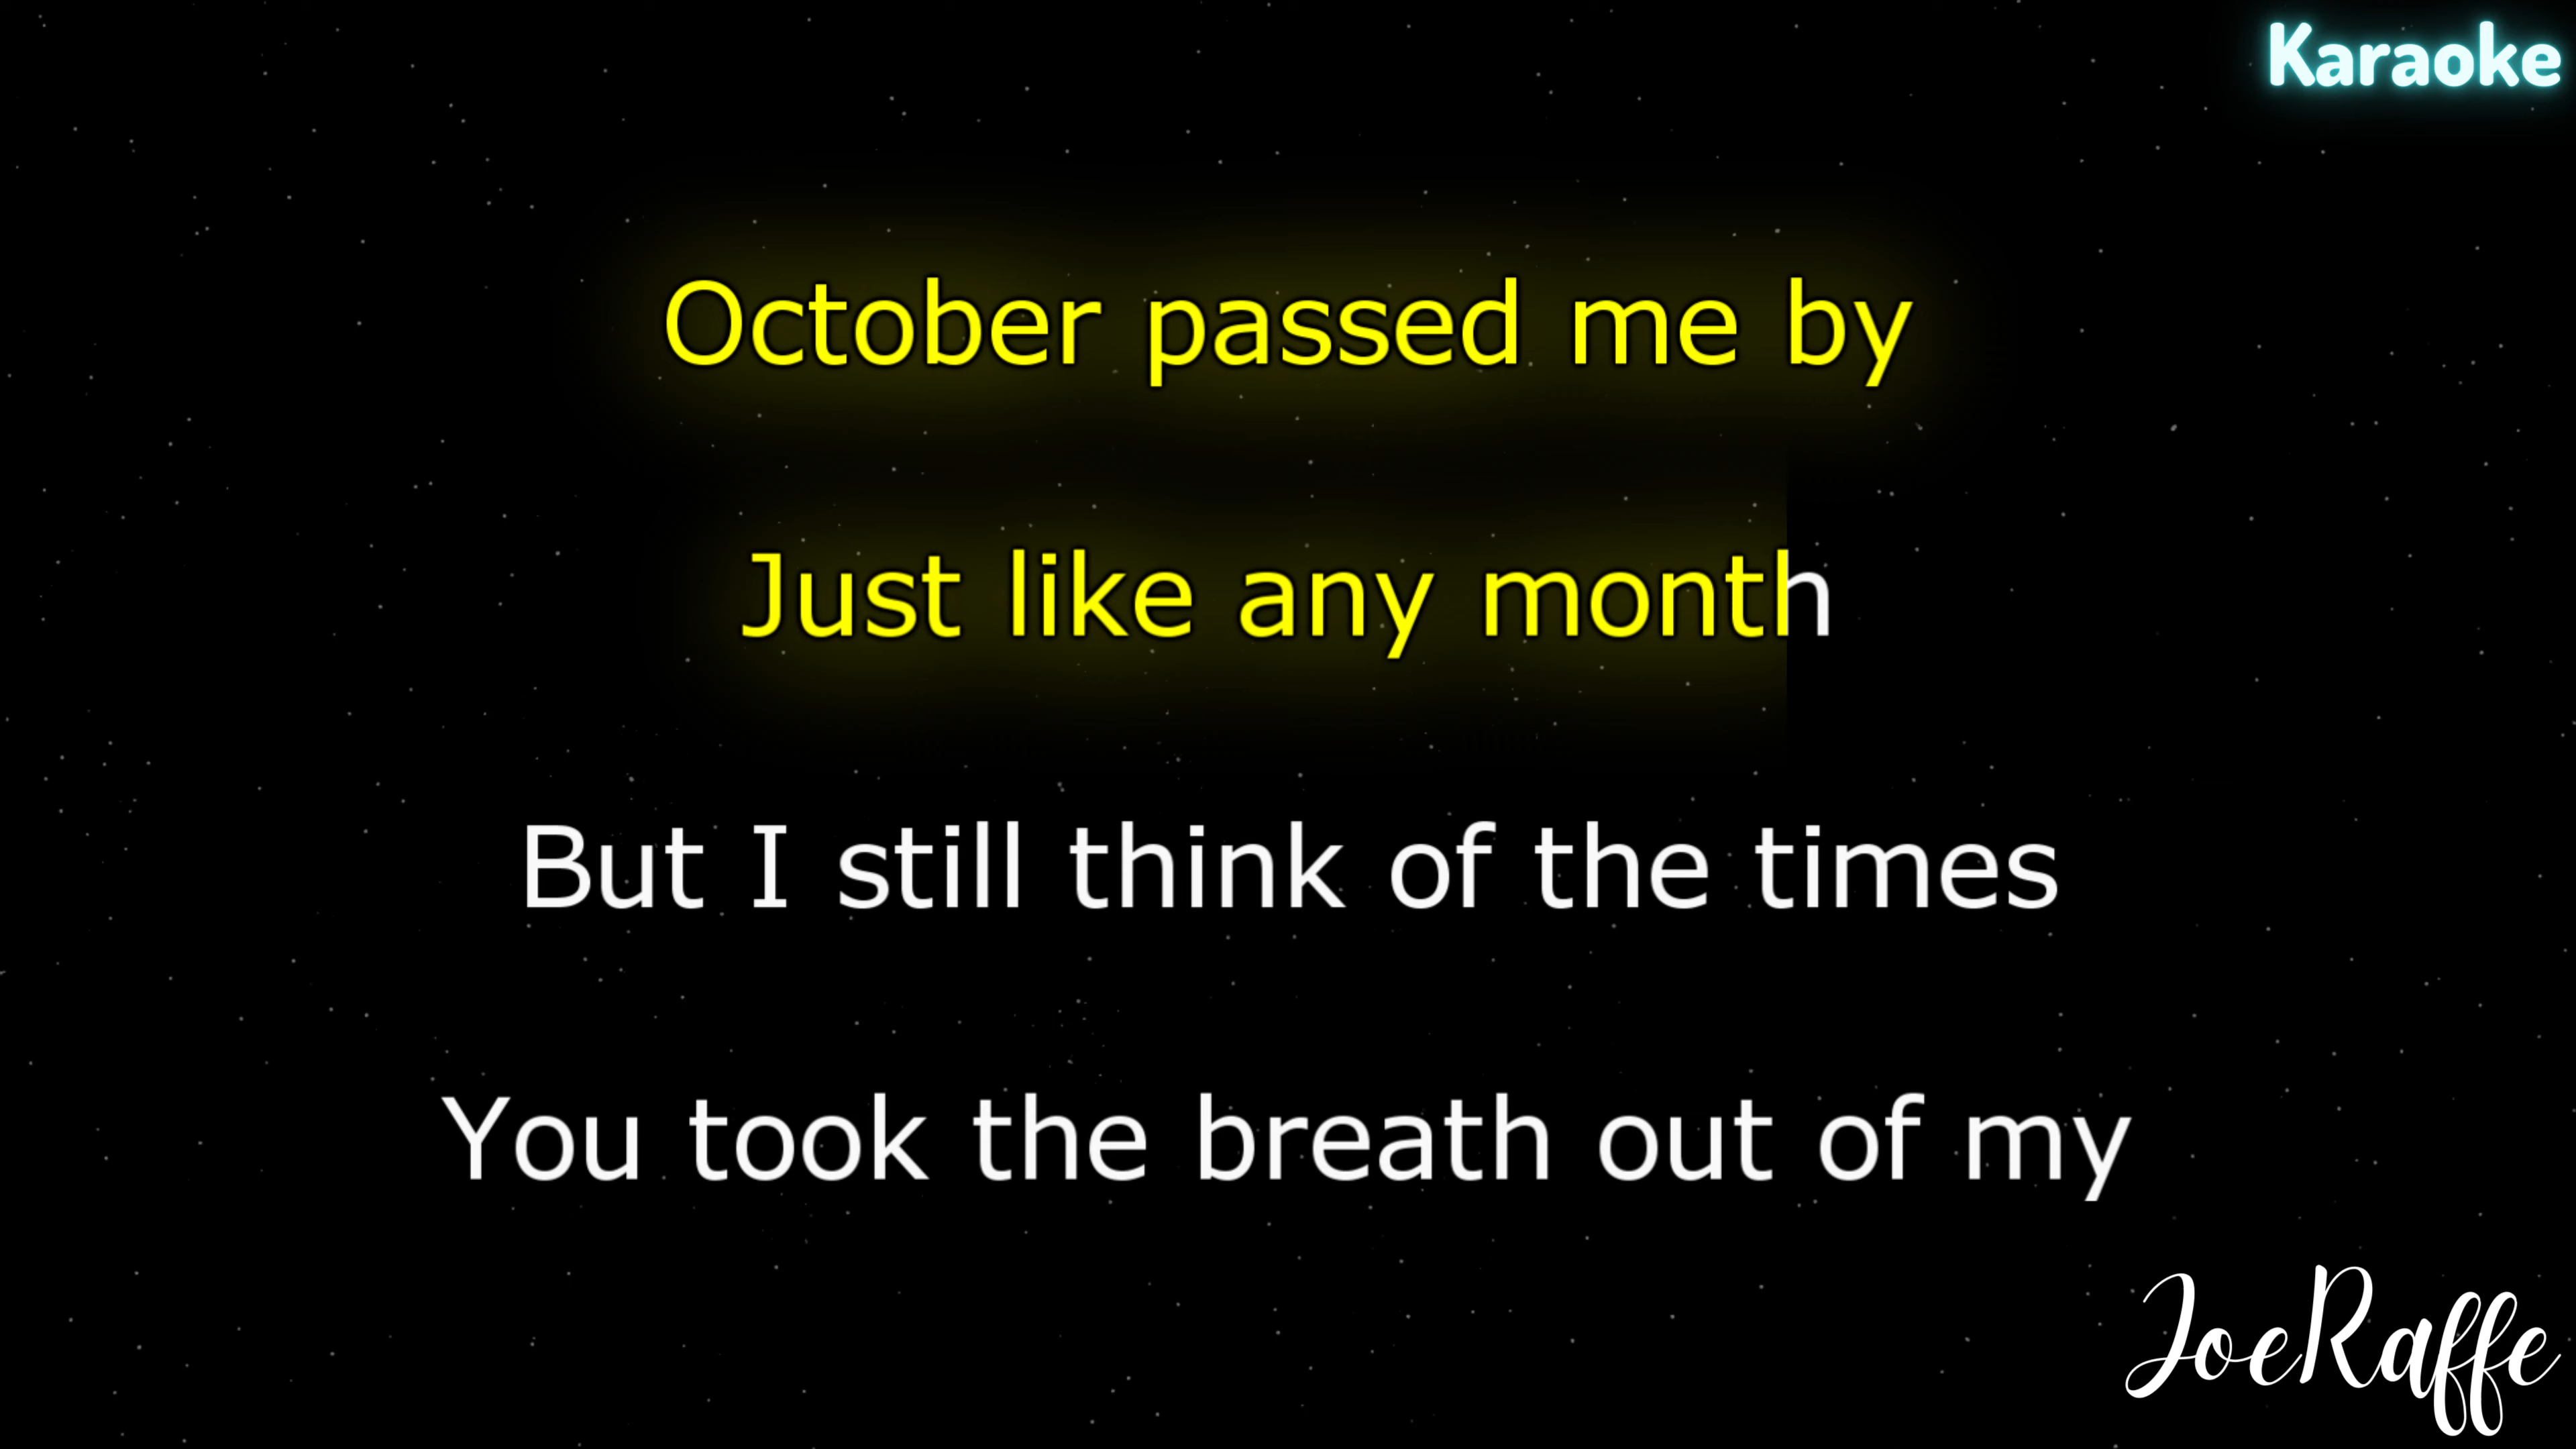 Karaoke
October passed me by
Just like any month
But I still think of the times
You took the breath out of my
JoeRaffe